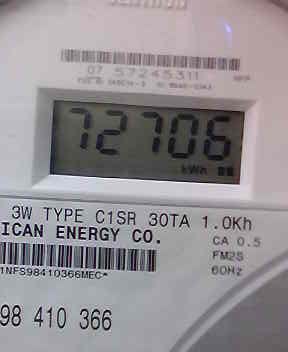 07 57245311
72706
kWh
3W TYPE C1SR 30TA 1.0Kh
ICAN ENERGY CO.
CA 0.5
FM2S
60Hz
1NFS98410366MEC*
98 410 366